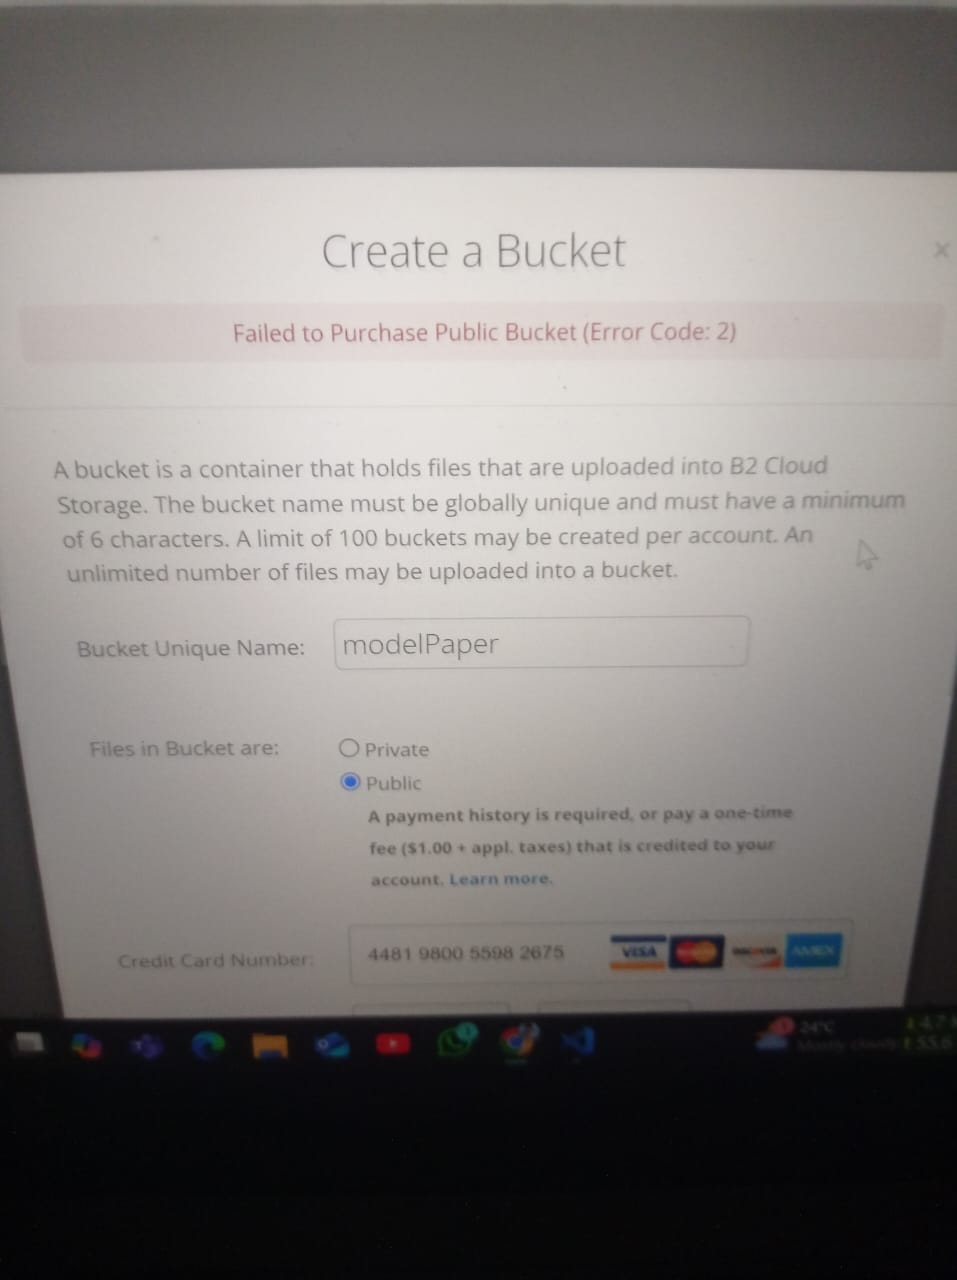 Create a Bucket
×
Failed to Purchase Public Bucket (Error Code: 2)
A bucket is a container that holds files that are uploaded into B2 Cloud
Storage. The bucket name must be globally unique and must have a minimum
of 6 characters. A limit of 100 buckets may be created per account. An
unlimited number of files may be uploaded into a bucket.
Bucket Unique Name:
modelPaper
Files in Bucket are:
Private
Public
A payment history is required, or pay a one-time
fee ($1.00 + appl. taxes) that is credited to your
account. Learn more.
Credit Card Number:
4481 9800 5598 2675
VISA
DISCOVER
AMEX
24°C
Mostly cloudy